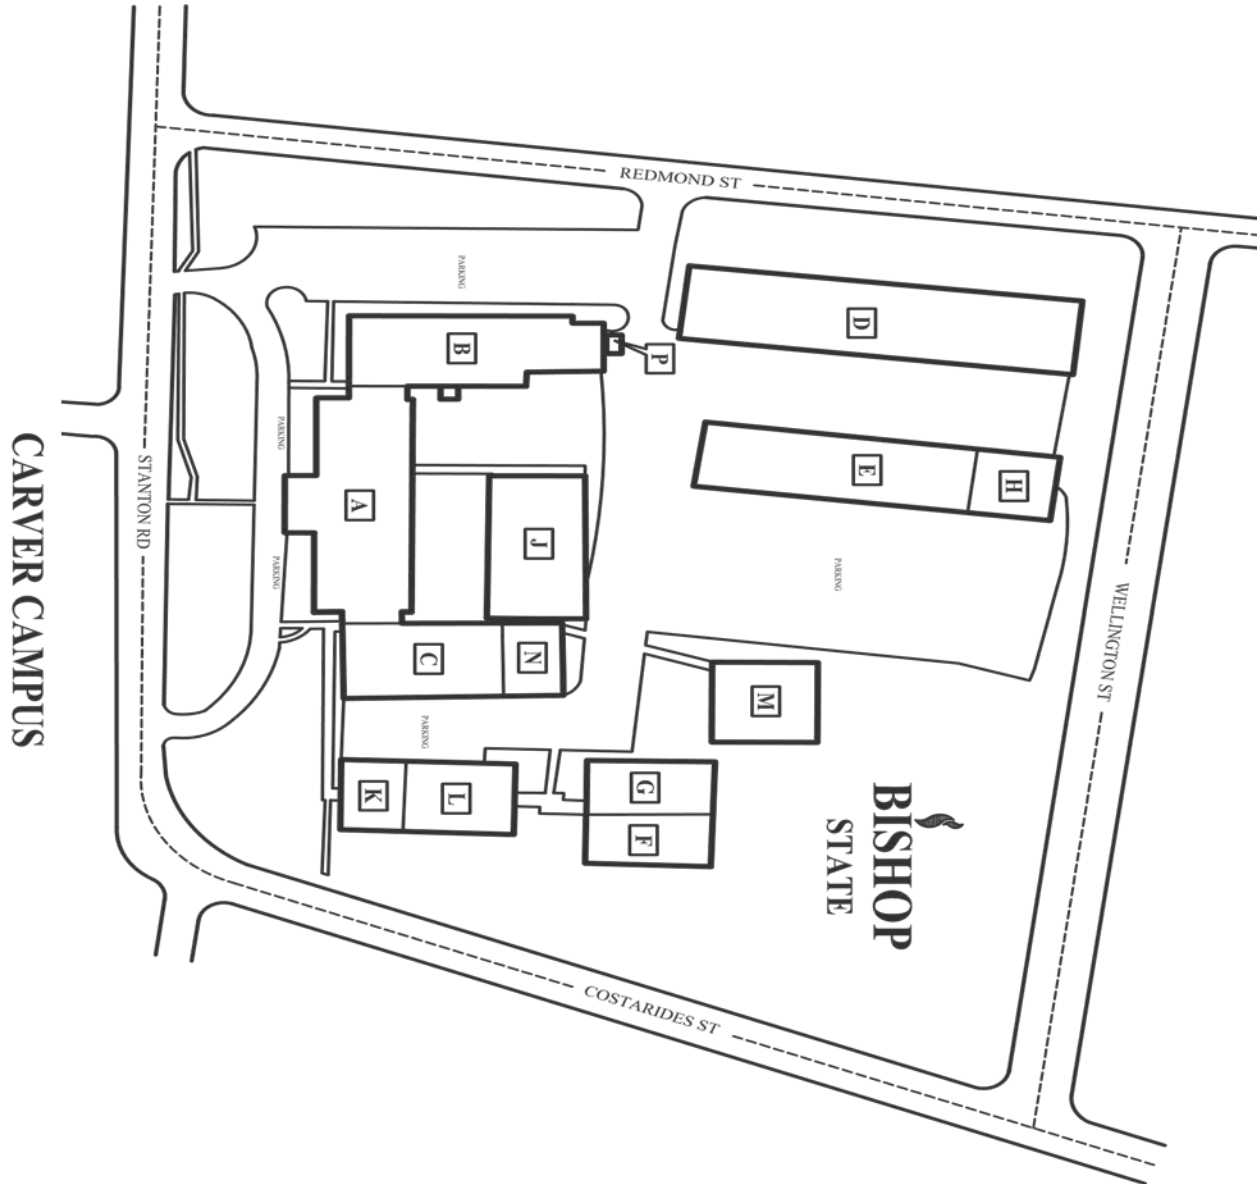 REDMOND ST
PARKING
D
B
P
PARKING
E
H
A
STANTON RD
J
PARKING
PARKING
WELLINGTON ST
C
N
M
PARKING
K
L
G
F
BISHOP
STATE
COSTARIDES ST
CARVER CAMPUS